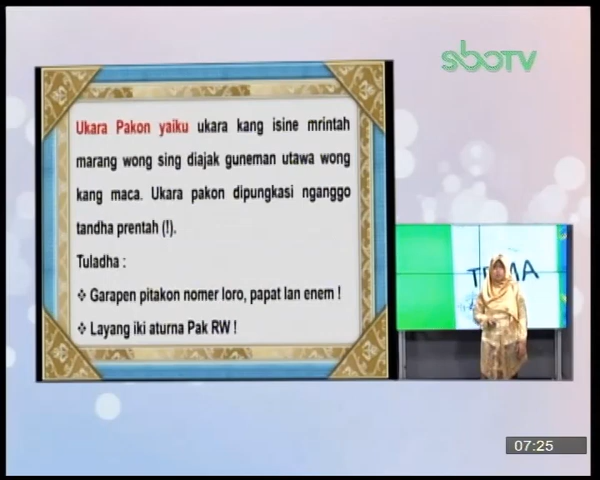 sboTV
Ukara Pakon yaiku ukara kang isine mrintah
marang wong sing diajak guneman utawa wong
kang maca. Ukara pakon dipungkasi nganggo
tandha prentah (!).
Tuladha :
❖ Garapen pitakon nomer loro, papat lan enem !
❖ Layang iki aturna Pak RW !
07:25